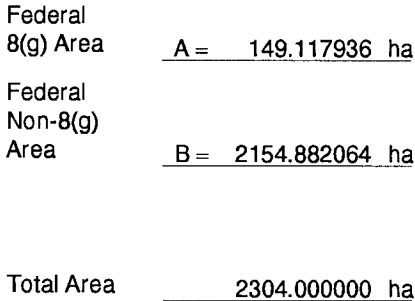 Federal
8(g) Area A = 149.117936 ha
Federal
Non-8(g)
Area B = 2154.882064 ha
Total Area 2304.000000 ha